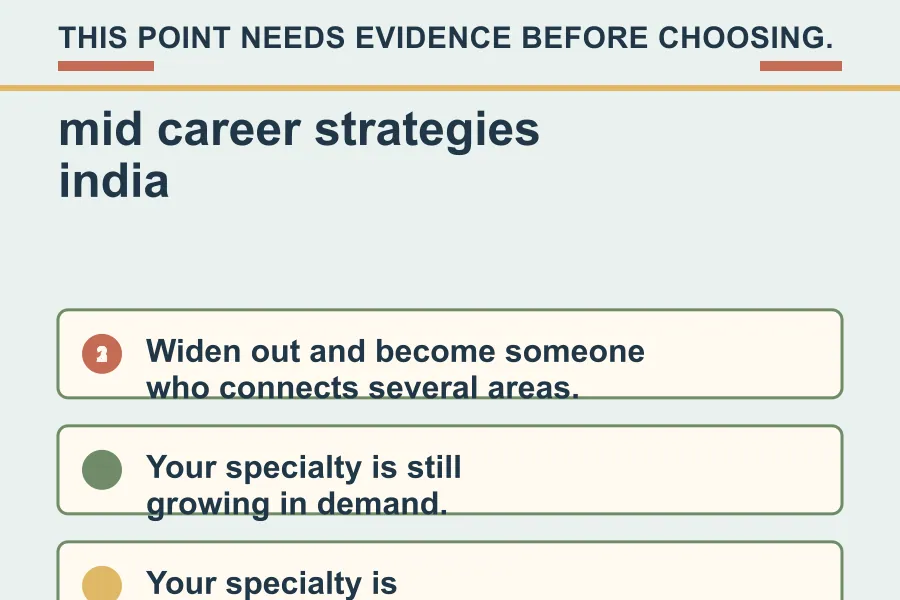 THIS POINT NEEDS EVIDENCE BEFORE CHOOSING.
mid career strategies
india
Widen out and become someone
who connects several areas.
Your specialty is still
growing in demand.
Your specialty is